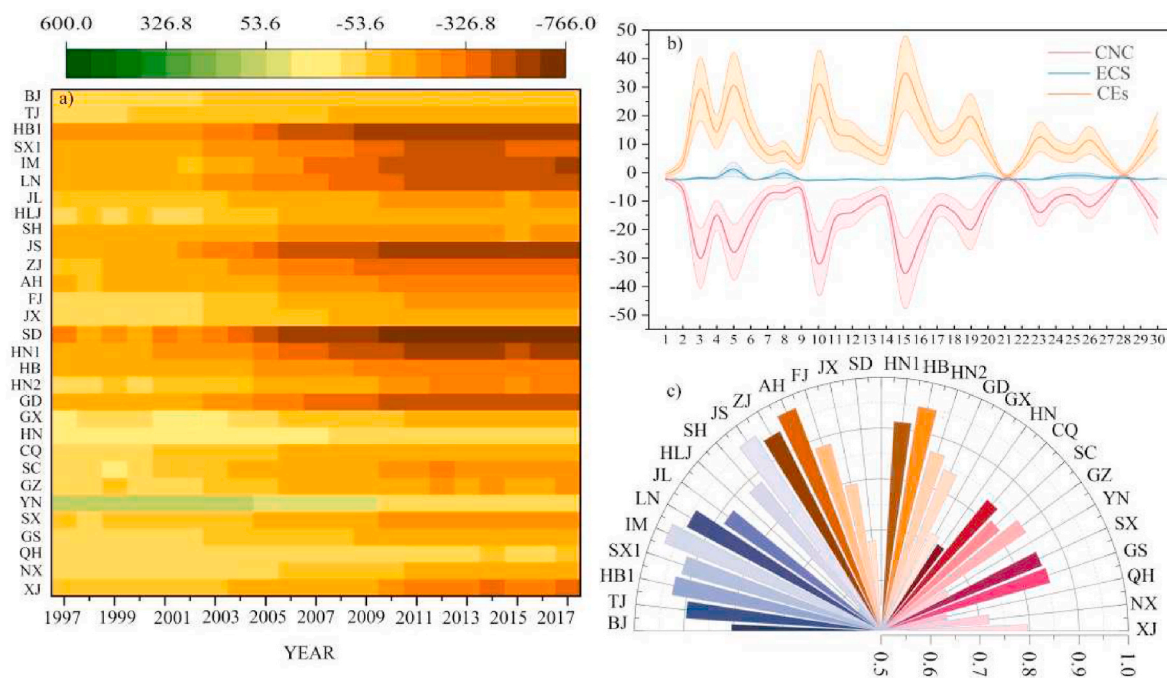 600.0 326.8 53.6 -53.6 -326.8 -766.0
a)
BJ
TJ
HB1
SX1
IM
LN
JL
HLJ
SH
JS
ZJ
AH
FJ
JX
SD
HN1
HB
HN2
GD
GX
HN
CQ
SC
GZ
YN
SX
GS
QH
NX
XJ
1997 1999 2001 2003 2005 2007 2009 2011 2013 2015 2017
YEAR
b)
50
40
30
20
10
0
-10
-20
-30
-40
-50
CNC
ECS
CEs
1 2 3 4 5 6 7 8 9 10 11 12 13 14 15 16 17 18 19 20 21 22 23 24 25 26 27 28 29 30
c)
BJ
TJ
HB1
SX1
IM
LN
JL
HLJ
SH
JS
ZJ
AH
FJ
JX
SD
HN1
HB
HN2
GD
GX
HN
CQ
SC
GZ
YN
SX
GS
QH
NX
XJ
0.5 0.6 0.7 0.8 0.9 1.0